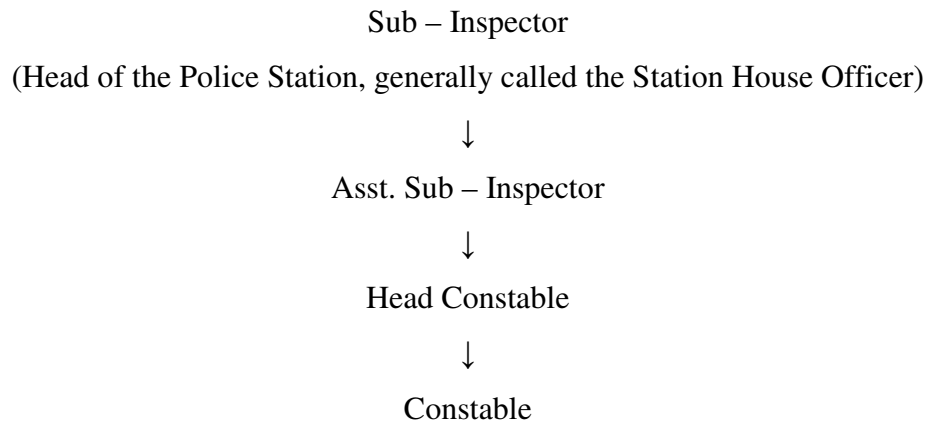 Sub – Inspector
(Head of the Police Station, generally called the Station House Officer)
↓
Asst. Sub – Inspector
↓
Head Constable
↓
Constable